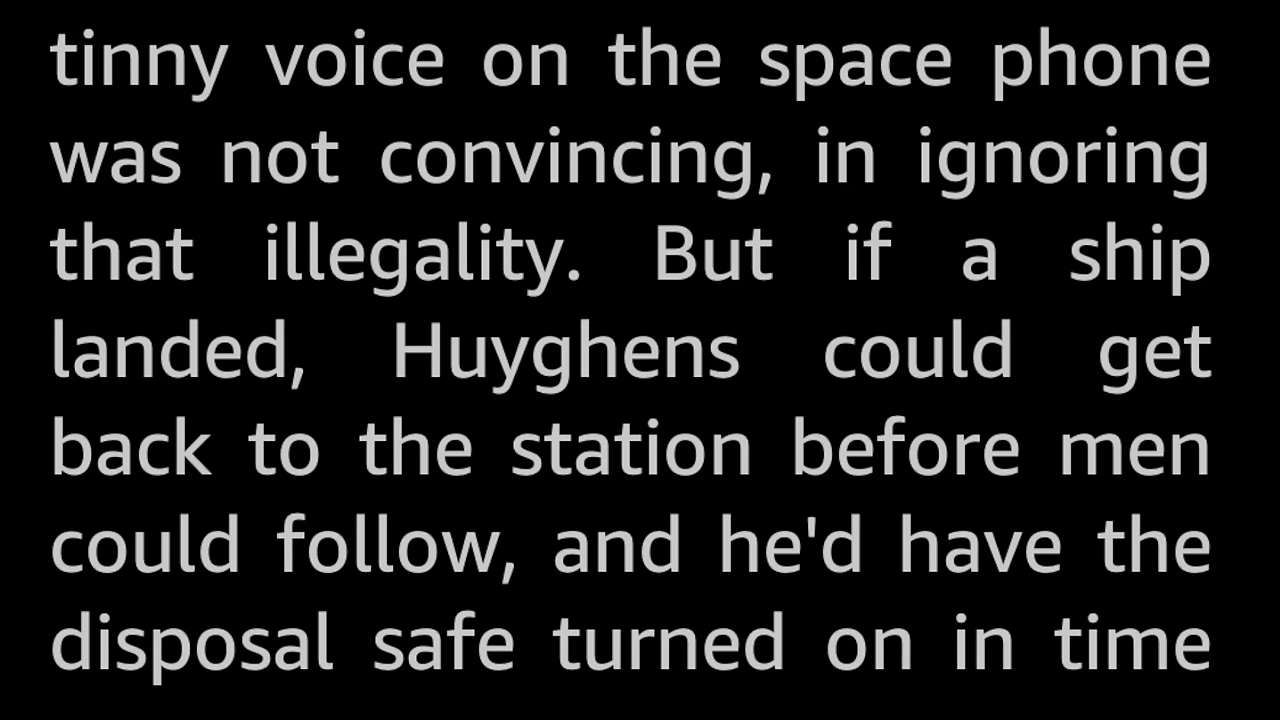 tinny voice on the space phone
was not convincing, in ignoring
that illegality. But if a ship
landed, Huyghens could get
back to the station before men
could follow, and he'd have the
disposal safe turned on in time